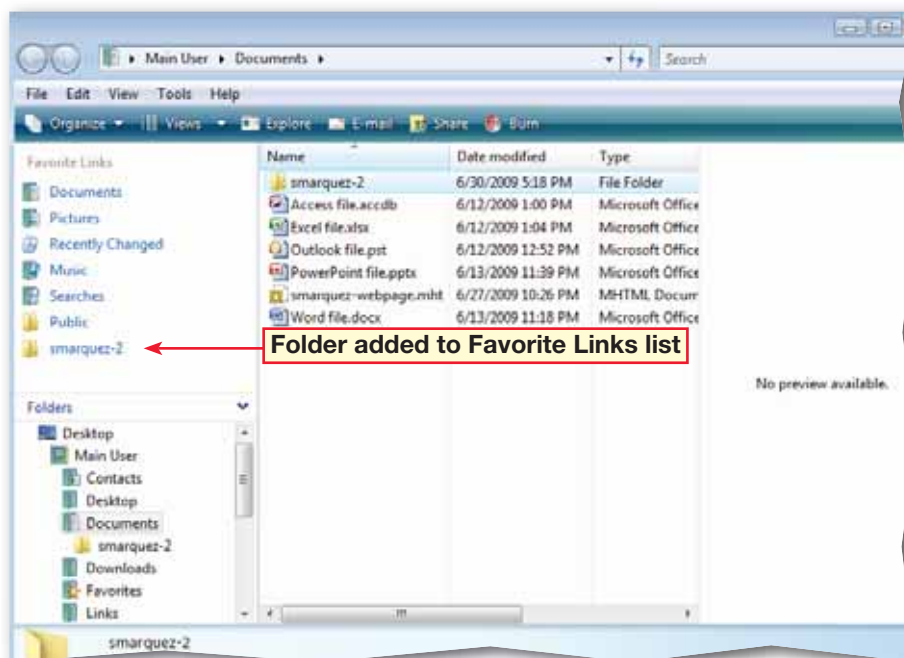 Main User Documents Search
File Edit View Tools Help
Organize Views Explore E-mail Share Burn
Favorite Links
Documents
Pictures
Recently Changed
Music
Searches
Public
smarquez-2
Folders
Desktop
Main User
Contacts
Desktop
Documents
smarquez-2
Downloads
Favorites
Links
Name Date modified Type
smarquez-2 6/30/2009 5:18 PM File Folder
Access file.accdb 6/12/2009 1:00 PM Microsoft Office
Excel file.xlsx 6/12/2009 1:04 PM Microsoft Office
Outlook file.pst 6/12/2009 12:52 PM Microsoft Office
PowerPoint file.pptx 6/13/2009 11:39 PM Microsoft Office
smarquez-webpage.mht 6/27/2009 10:26 PM MHTML Docum
Word file.docx 6/13/2009 11:18 PM Microsoft Office
Folder added to Favorite Links list
No preview available.
smarquez-2